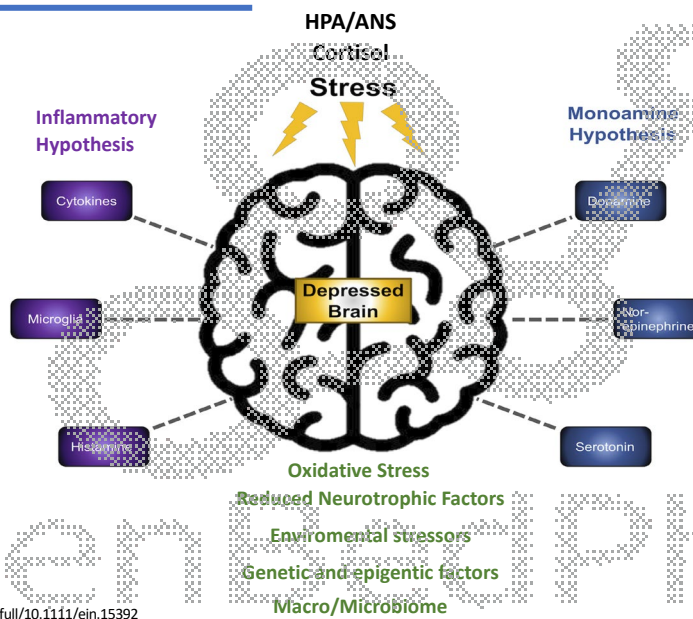 HPA/ANS
Cortisol
Stress
Inflammatory
Hypothesis
Monoamine
Hypothesis
Cytokines
Dopamine
Microglia
Depressed
Brain
Nor-
epinephrine
Histamine
Serotonin
Oxidative Stress
Reduced Neurotrophic Factors
Enviromental stressors
Genetic and epigentic factors
Macro/Microbiome
full/10.1111/ejn.15392